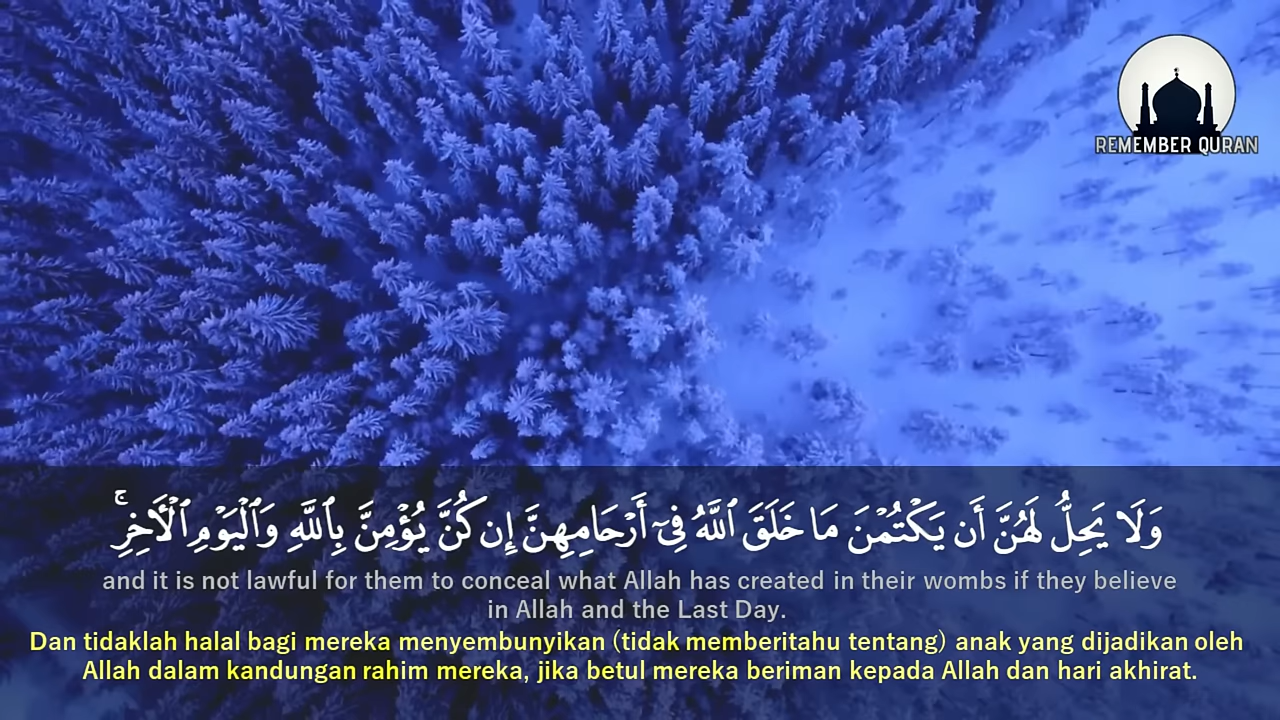 REMEMBER QURAN
وَلَا يَحِلُّ لَهُنَّ أَن يَكْتُمْنَ مَا خَلَقَ ٱللَّهُ فِىٓ أَرْحَامِهِنَّ إِن كُنَّ يُؤْمِنَّ بِٱللَّهِ وَٱلْيَوْمِ ٱلْـَٔاخِرِ ۚ
and it is not lawful for them to conceal what Allah has created in their wombs if they believe
in Allah and the Last Day.
Dan tidaklah halal bagi mereka menyembunyikan (tidak memberitahu tentang) anak yang dijadikan oleh
Allah dalam kandungan rahim mereka, jika betul mereka beriman kepada Allah dan hari akhirat.